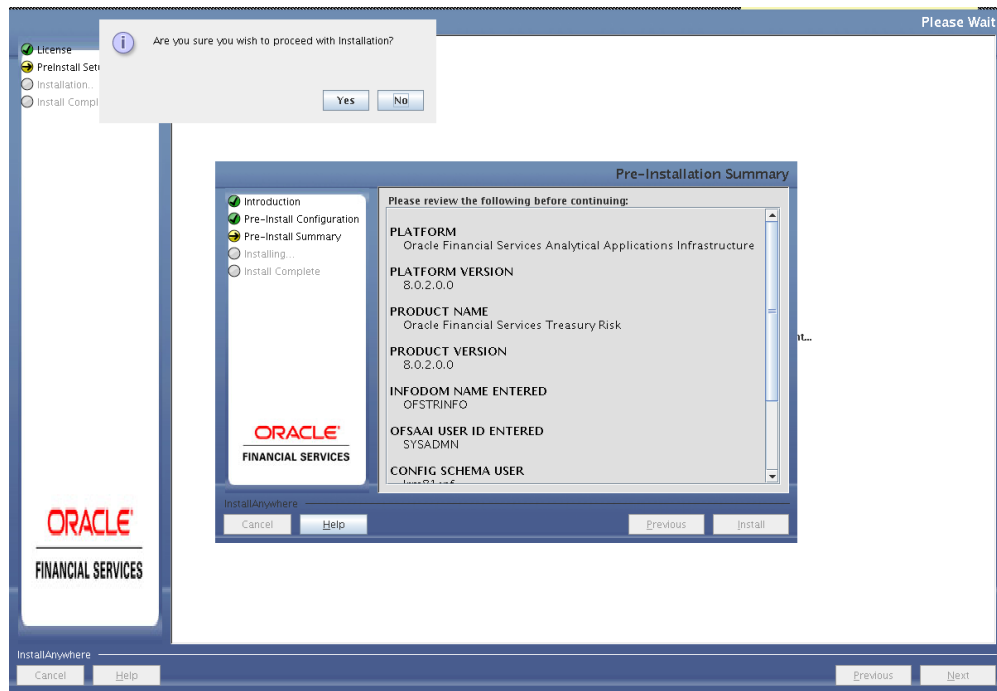 Please Wait
License
PreInstall Set
Installation..
Install Compl
Are you sure you wish to proceed with Installation?
Yes
No
Pre-Installation Summary
Introduction
Pre-Install Configuration
Pre-Install Summary
Installing...
Install Complete
Please review the following before continuing:
PLATFORM
Oracle Financial Services Analytical Applications Infrastructure
PLATFORM VERSION
8.0.2.0.0
PRODUCT NAME
Oracle Financial Services Treasury Risk
PRODUCT VERSION
8.0.2.0.0
INFODOM NAME ENTERED
OFSTRINFO
OFSAAI USER ID ENTERED
SYSADMN
CONFIG SCHEMA USER
ORACLE
FINANCIAL SERVICES
InstallAnywhere
Cancel
Help
Previous
Install
ORACLE
FINANCIAL SERVICES
InstallAnywhere
Cancel
Help
Previous
Next